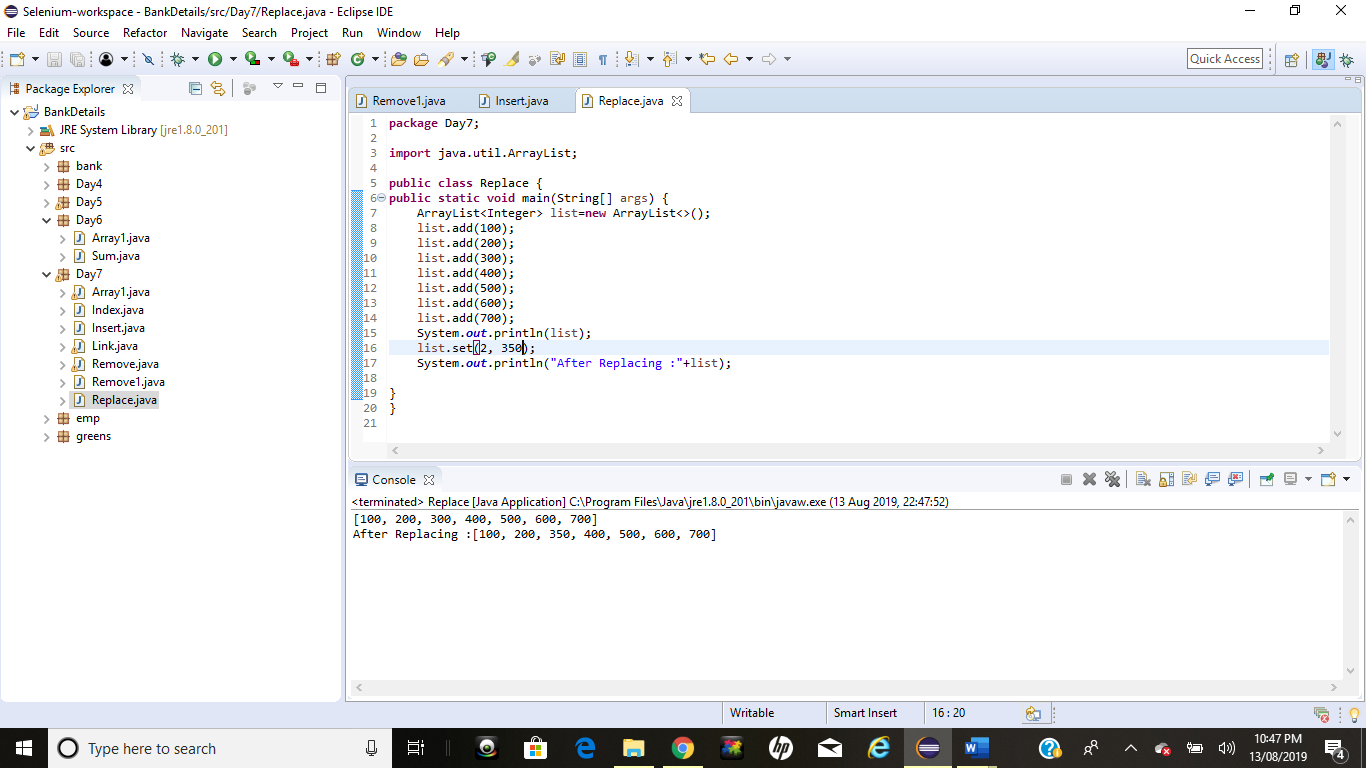 Selenium-workspace - BankDetails/src/Day7/Replace.java - Eclipse IDE
File Edit Source Refactor Navigate Search Project Run Window Help
Quick Access
Package Explorer
BankDetails
JRE System Library [jre1.8.0_201]
src
bank
Day4
Day5
Day6
Array1.java
Sum.java
Day7
Array1.java
Index.java
Insert.java
Link.java
Remove.java
Remove1.java
Replace.java
emp
greens
Remove1.java Insert.java Replace.java
1 package Day7;
2
3 import java.util.ArrayList;
4
5 public class Replace {
6 public static void main(String[] args) {
7 ArrayList<Integer> list=new ArrayList<>();
8 list.add(100);
9 list.add(200);
10 list.add(300);
11 list.add(400);
12 list.add(500);
13 list.add(600);
14 list.add(700);
15 System.out.println(list);
16 list.set(2, 350);
17 System.out.println("After Replacing :"+list);
18
19 }
20 }
21
Console
<terminated> Replace [Java Application] C:\Program Files\Java\jre1.8.0_201\bin\javaw.exe (13 Aug 2019, 22:47:52)
[100, 200, 300, 400, 500, 600, 700]
After Replacing :[100, 200, 350, 400, 500, 600, 700]
Writable Smart Insert 16 : 20
Type here to search
10:47 PM
13/08/2019
4